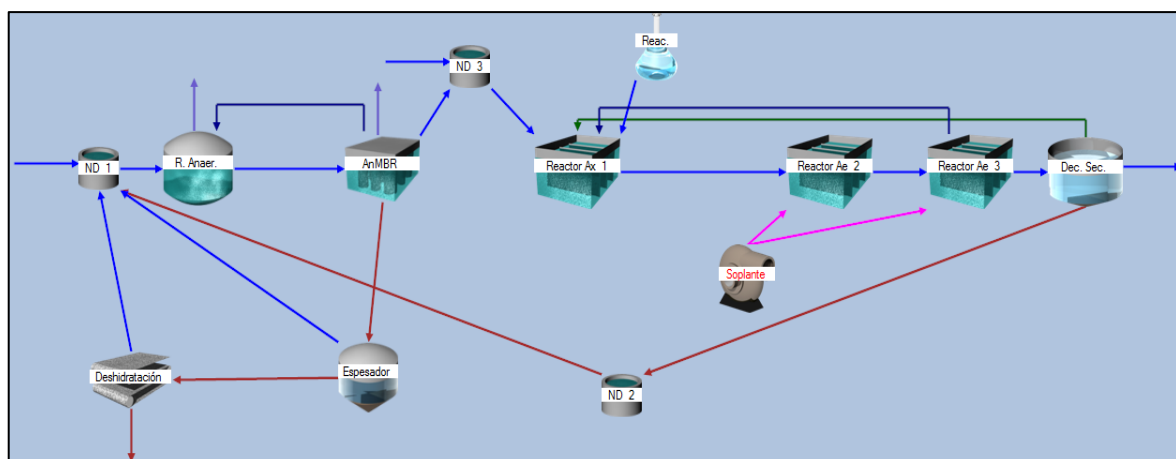 Reac.
ND 3
ND 1
R. Anaer.
AnMBR
Reactor Ax 1
Reactor Ae 2
Reactor Ae 3
Dec. Sec.
Soplante
Deshidratación
Espesador
ND 2